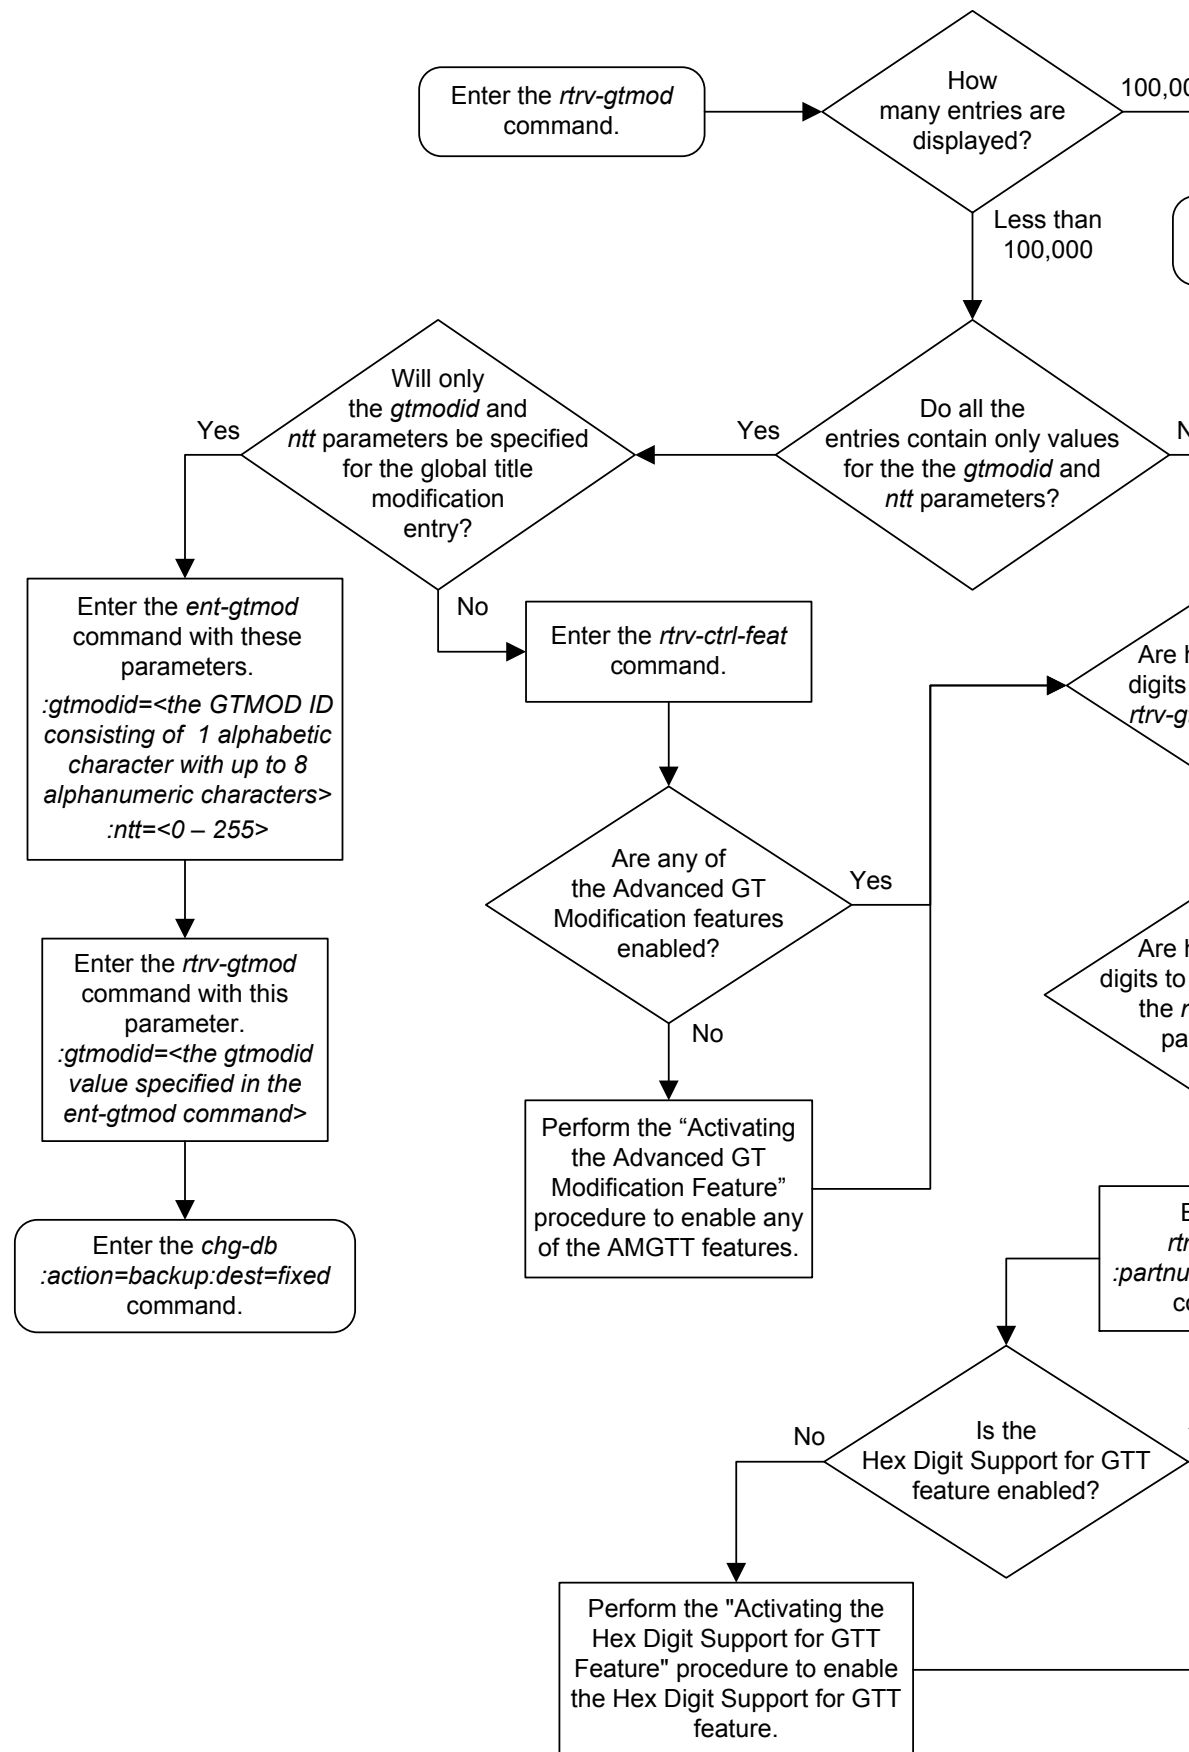 Enter the rtrv-gtmod
command.
How
many entries are
displayed?
Less than
100,000
Do all the
entries contain only values
for the the gtmodid and
ntt parameters?
Yes
Will only
the gtmodid and
ntt parameters be specified
for the global title
modification
entry?
Yes
Enter the ent-gtmod
command with these
parameters.
:gtmodid=<the GTMOD ID
consisting of 1 alphabetic
character with up to 8
alphanumeric characters>
:ntt=<0 – 255>
Enter the rtrv-gtmod
command with this
parameter.
:gtmodid=<the gtmodid
value specified in the
ent-gtmod command>
Enter the chg-db
:action=backup:dest=fixed
command.
No
Enter the rtrv-ctrl-feat
command.
Are any of
the Advanced GT
Modification features
enabled?
Yes
No
Perform the “Activating
the Advanced GT
Modification Feature”
procedure to enable any
of the AMGTT features.
Are
digits
Are
digits to
the
Is the
Hex Digit Support for GTT
feature enabled?
No
Perform the "Activating the
Hex Digit Support for GTT
Feature" procedure to enable
the Hex Digit Support for GTT
feature.